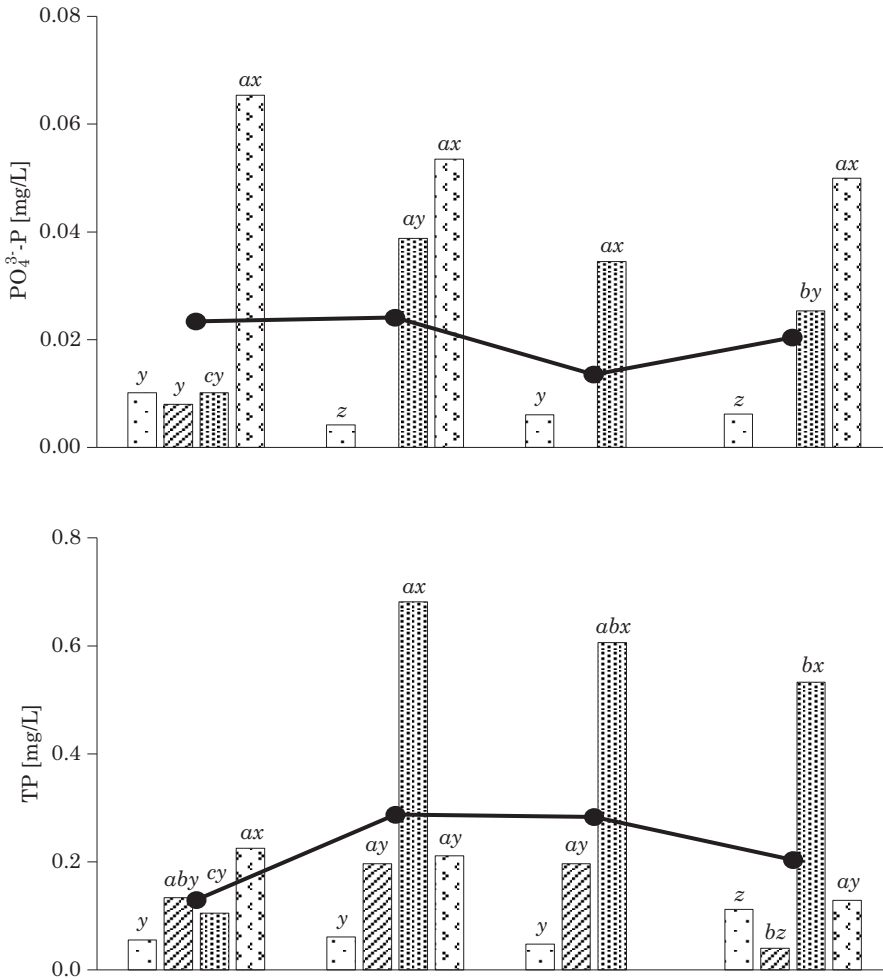 0.08
0.06
0.04
0.02
0.00
PO₄³⁻-P [mg/L]
y
y
cy
ax
z
ay
ax
y
ax
z
by
ax
0.8
0.6
0.4
0.2
0.0
TP [mg/L]
y
aby
cy
ax
y
ay
ax
ay
y
ay
abx
z
bz
bx
ay